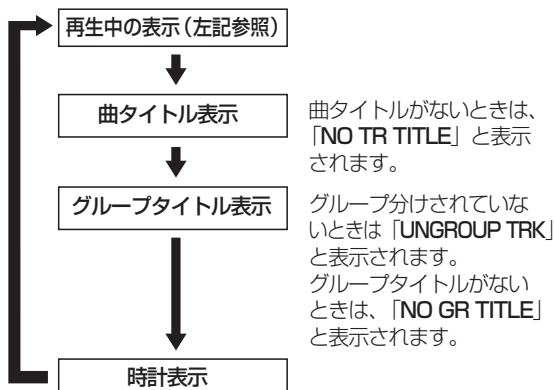 再生中の表示(左記参照)
曲タイトル表示
曲タイトルがないときは、
「NO TR TITLE」と表示
されます。
グループタイトル表示
グループ分けされていな
いときは「UNGROUP TRK」
と表示されます。
グループタイトルがない
ときは、「NO GR TITLE」
と表示されます。
時計表示